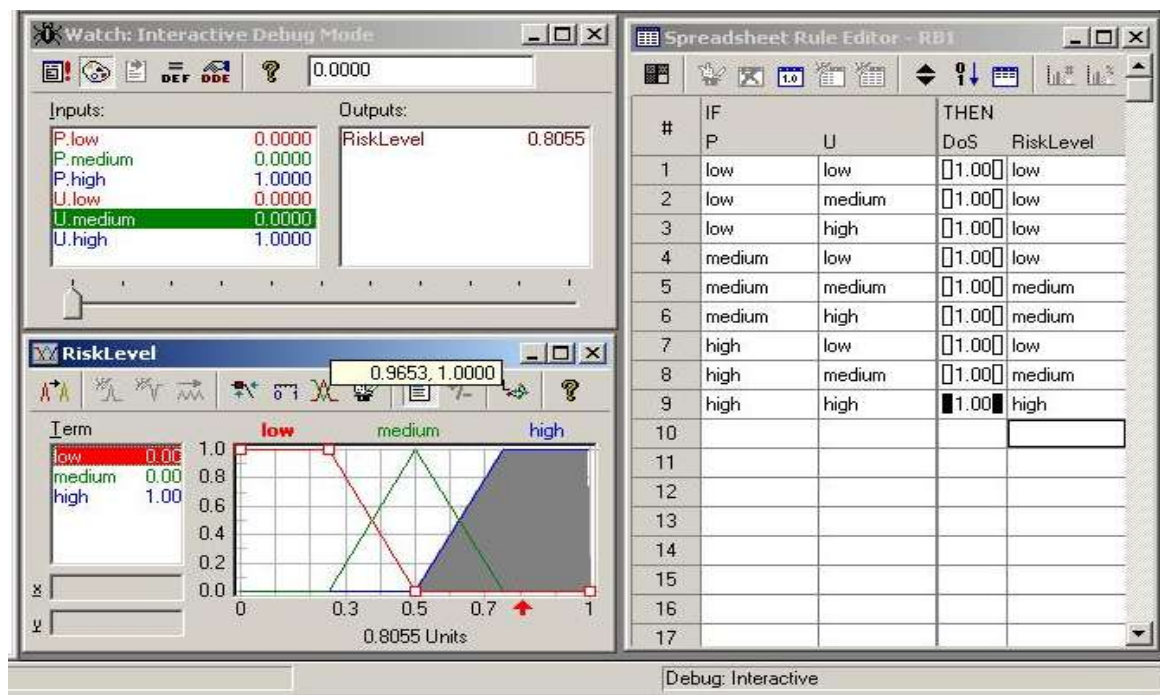 Watch: Interactive Debug Mode
DEF DDE ? 0.0000
Inputs:
Outputs:
P.low 0.0000
P.medium 0.0000
P.high 1.0000
U.low 0.0000
U.medium 0.0000
U.high 1.0000
RiskLevel 0.8055
RiskLevel
0.9653, 1.0000
?
Term
low 0.00
medium 0.00
high 1.00
x
y
low medium high
1.0
0.8
0.6
0.4
0.2
0.0
0 0.3 0.5 0.7 1
0.8055 Units
Spreadsheet Rule Editor - RB1
1.0
# IF THEN
P U DoS RiskLevel
1 low low 1.00 low
2 low medium 1.00 low
3 low high 1.00 low
4 medium low 1.00 low
5 medium medium 1.00 medium
6 medium high 1.00 medium
7 high low 1.00 low
8 high medium 1.00 medium
9 high high 1.00 high
10
11
12
13
14
15
16
17
Debug: Interactive